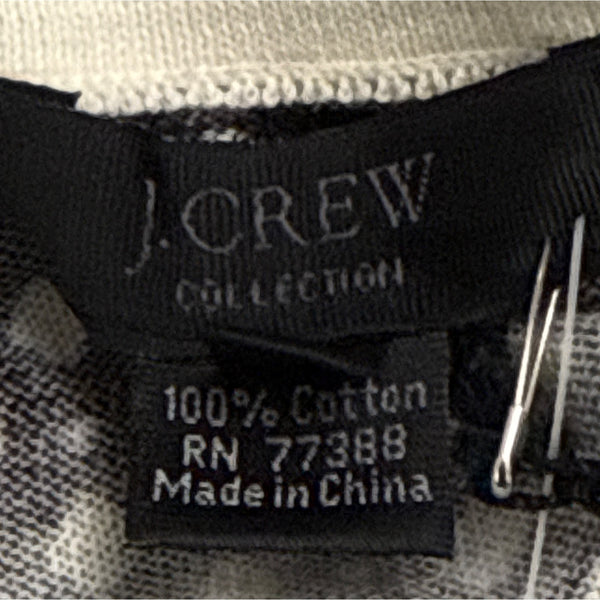 J.CREW
COLLECTION
100% Cotton
RN 77388
Made in China